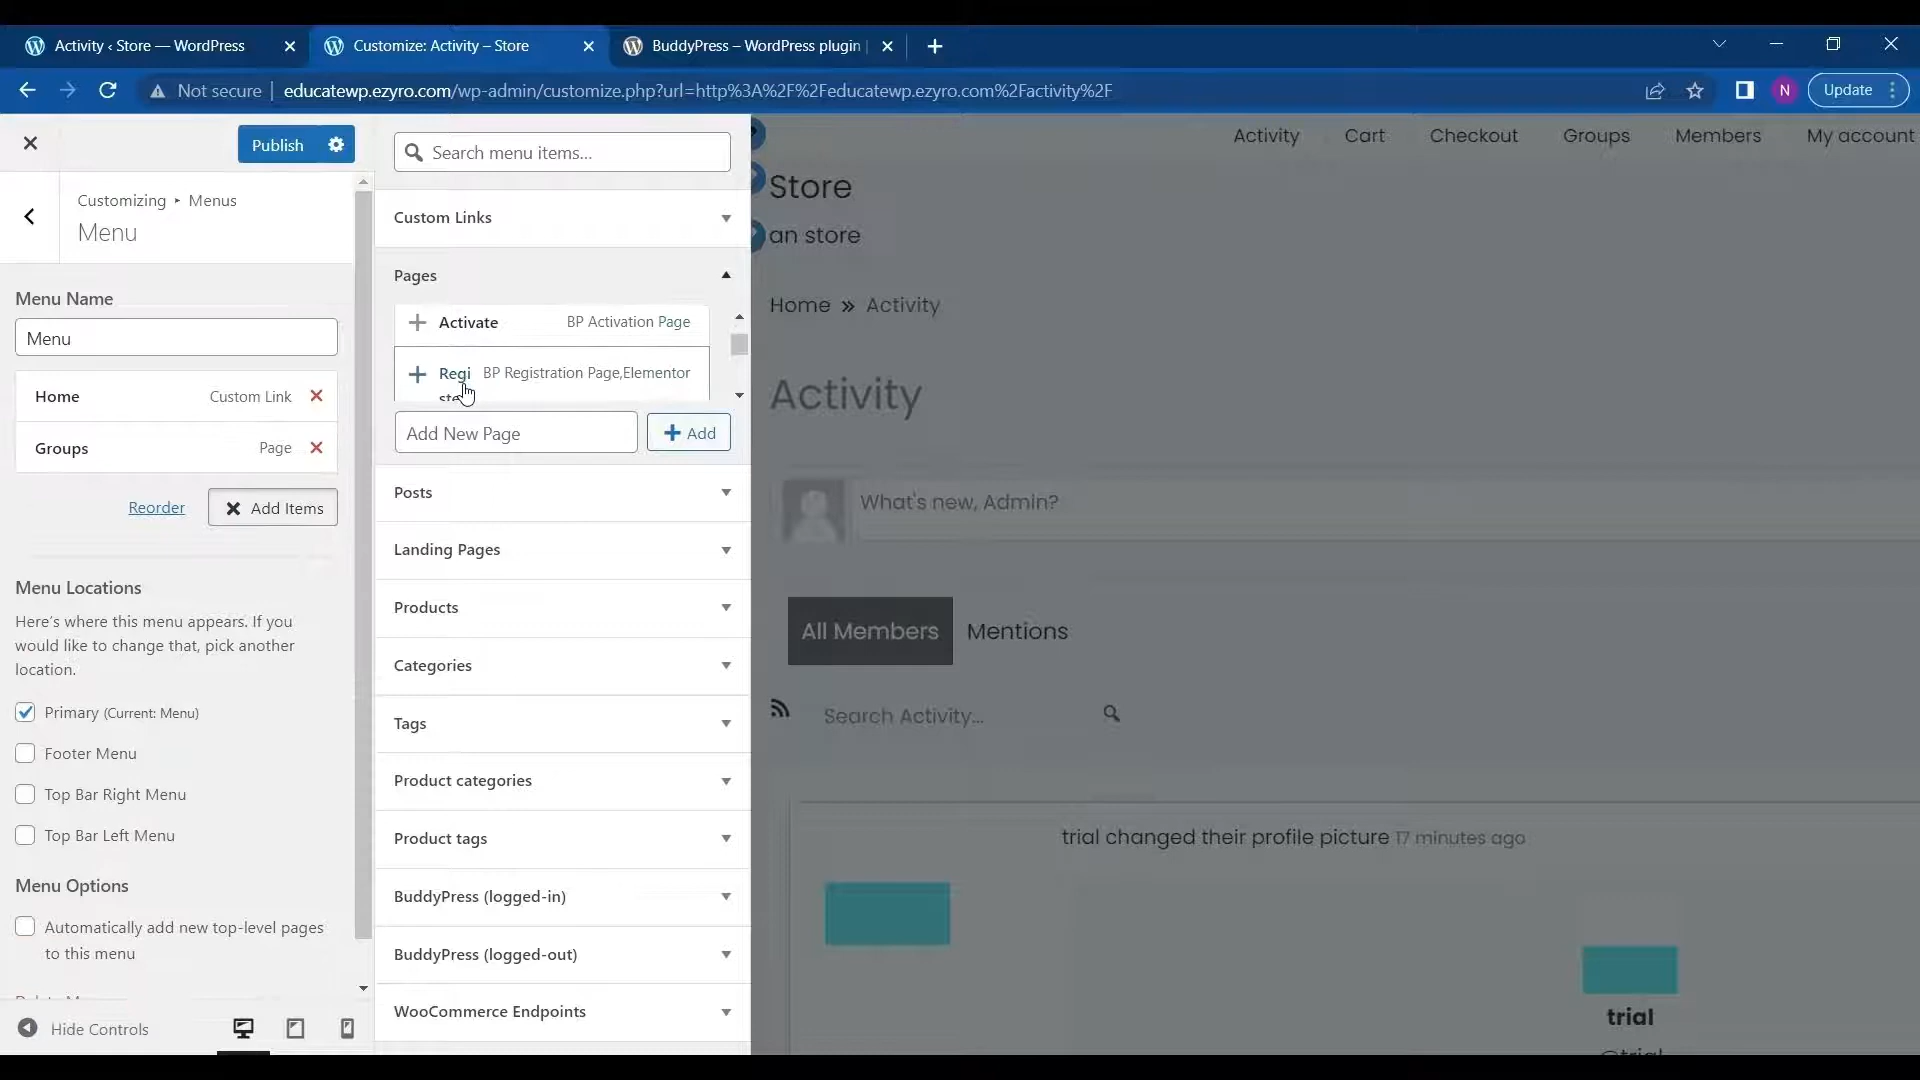 Activity ‹ Store — WordPress
Customize: Activity – Store
BuddyPress – WordPress plugin
Not secure
educatewp.ezyro.com/wp-admin/customize.php?url=http%3A%2F%2Feducatewp.ezyro.com%2Factivity%2F
N
Update
Publish
Customizing ▸ Menus
Menu
Menu Name
Menu
Home Custom Link
Groups Page
Reorder
Add Items
Menu Locations
Here's where this menu appears. If you
would like to change that, pick another
location.
Primary (Current: Menu)
Footer Menu
Top Bar Right Menu
Top Bar Left Menu
Menu Options
Automatically add new top-level pages
to this menu
Hide Controls
Search menu items...
Custom Links
Pages
Activate BP Activation Page
Regi BP Registration Page,Elementor
Add New Page
Add
Posts
Landing Pages
Products
Categories
Tags
Product categories
Product tags
BuddyPress (logged-in)
BuddyPress (logged-out)
WooCommerce Endpoints
Activity Cart Checkout Groups Members My account
Store
an store
Home » Activity
Activity
What's new, Admin?
All Members
Mentions
Search Activity...
trial changed their profile picture 17 minutes ago
trial